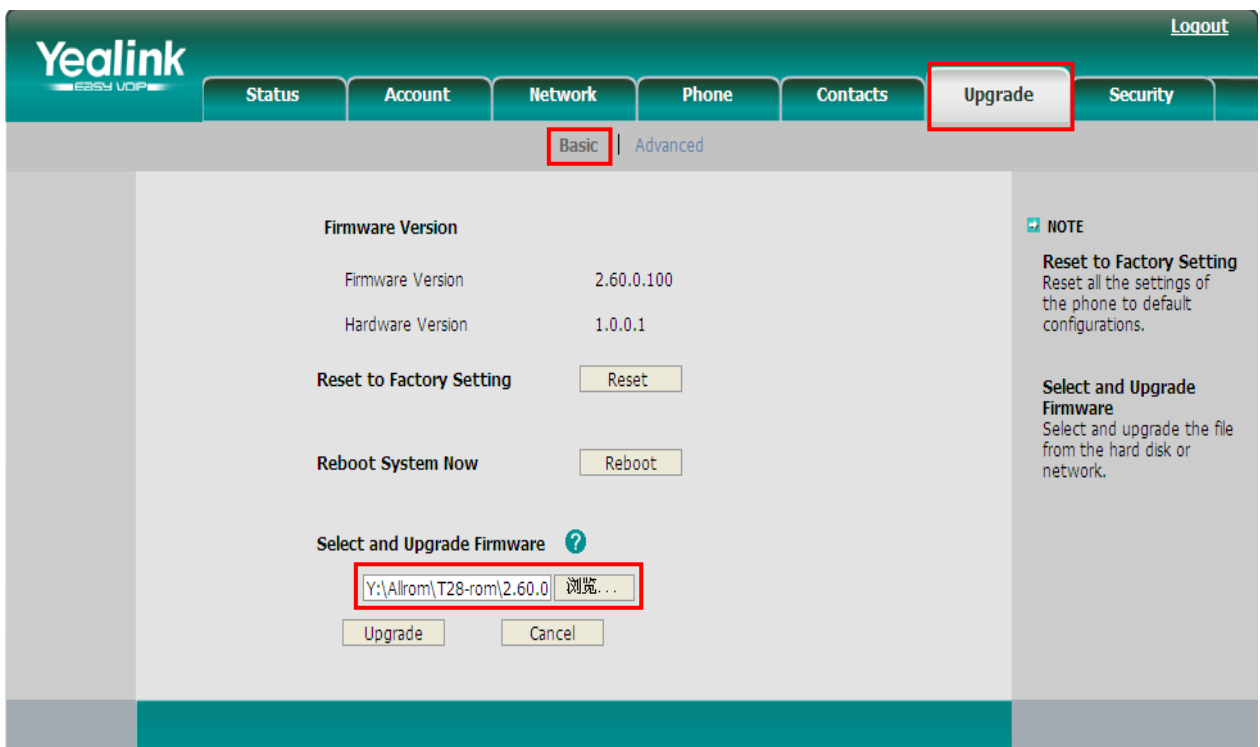 Logout
Yealink
EASY VOIP
Status Account Network Phone Contacts Upgrade Security
Basic | Advanced
Firmware Version
Firmware Version 2.60.0.100
Hardware Version 1.0.0.1
Reset to Factory Setting Reset
Reboot System Now Reboot
Select and Upgrade Firmware ?
Y:\Allrom\T28-rom\2.60.0 浏览...
Upgrade Cancel
NOTE
Reset to Factory Setting
Reset all the settings of
the phone to default
configurations.
Select and Upgrade
Firmware
Select and upgrade the file
from the hard disk or
network.